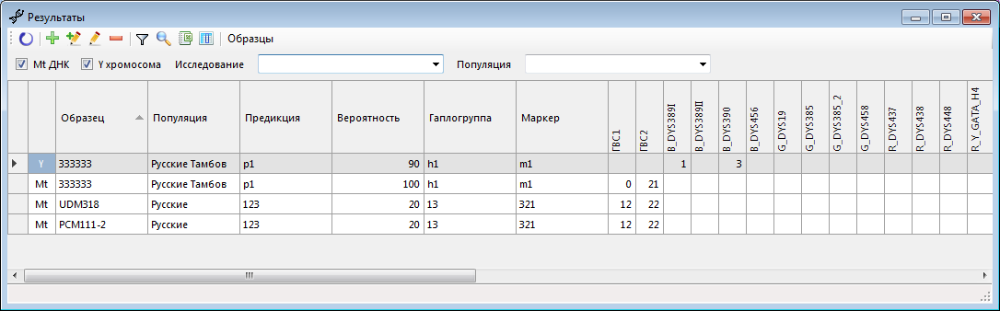 Результаты
Образцы
Mt ДНК Y хромосома Исследование Популяция
Образец Популяция Предикция Вероятность Гаплогруппа Маркер ГВС1 ГВС2 B_DYS389I B_DYS389II B_DYS390 B_DYS456 G_DYS19 G_DYS385 G_DYS385_2 G_DYS458 R_DYS437 R_DYS438 R_DYS448 R_Y_GATA_H4
Y 333333 Русские Тамбов p1 90 h1 m1 1 3
Mt 333333 Русские Тамбов p1 100 h1 m1 0 21
Mt UDM318 Русские 123 20 13 321 12 22
Mt PCM111-2 Русские 123 20 13 321 12 22